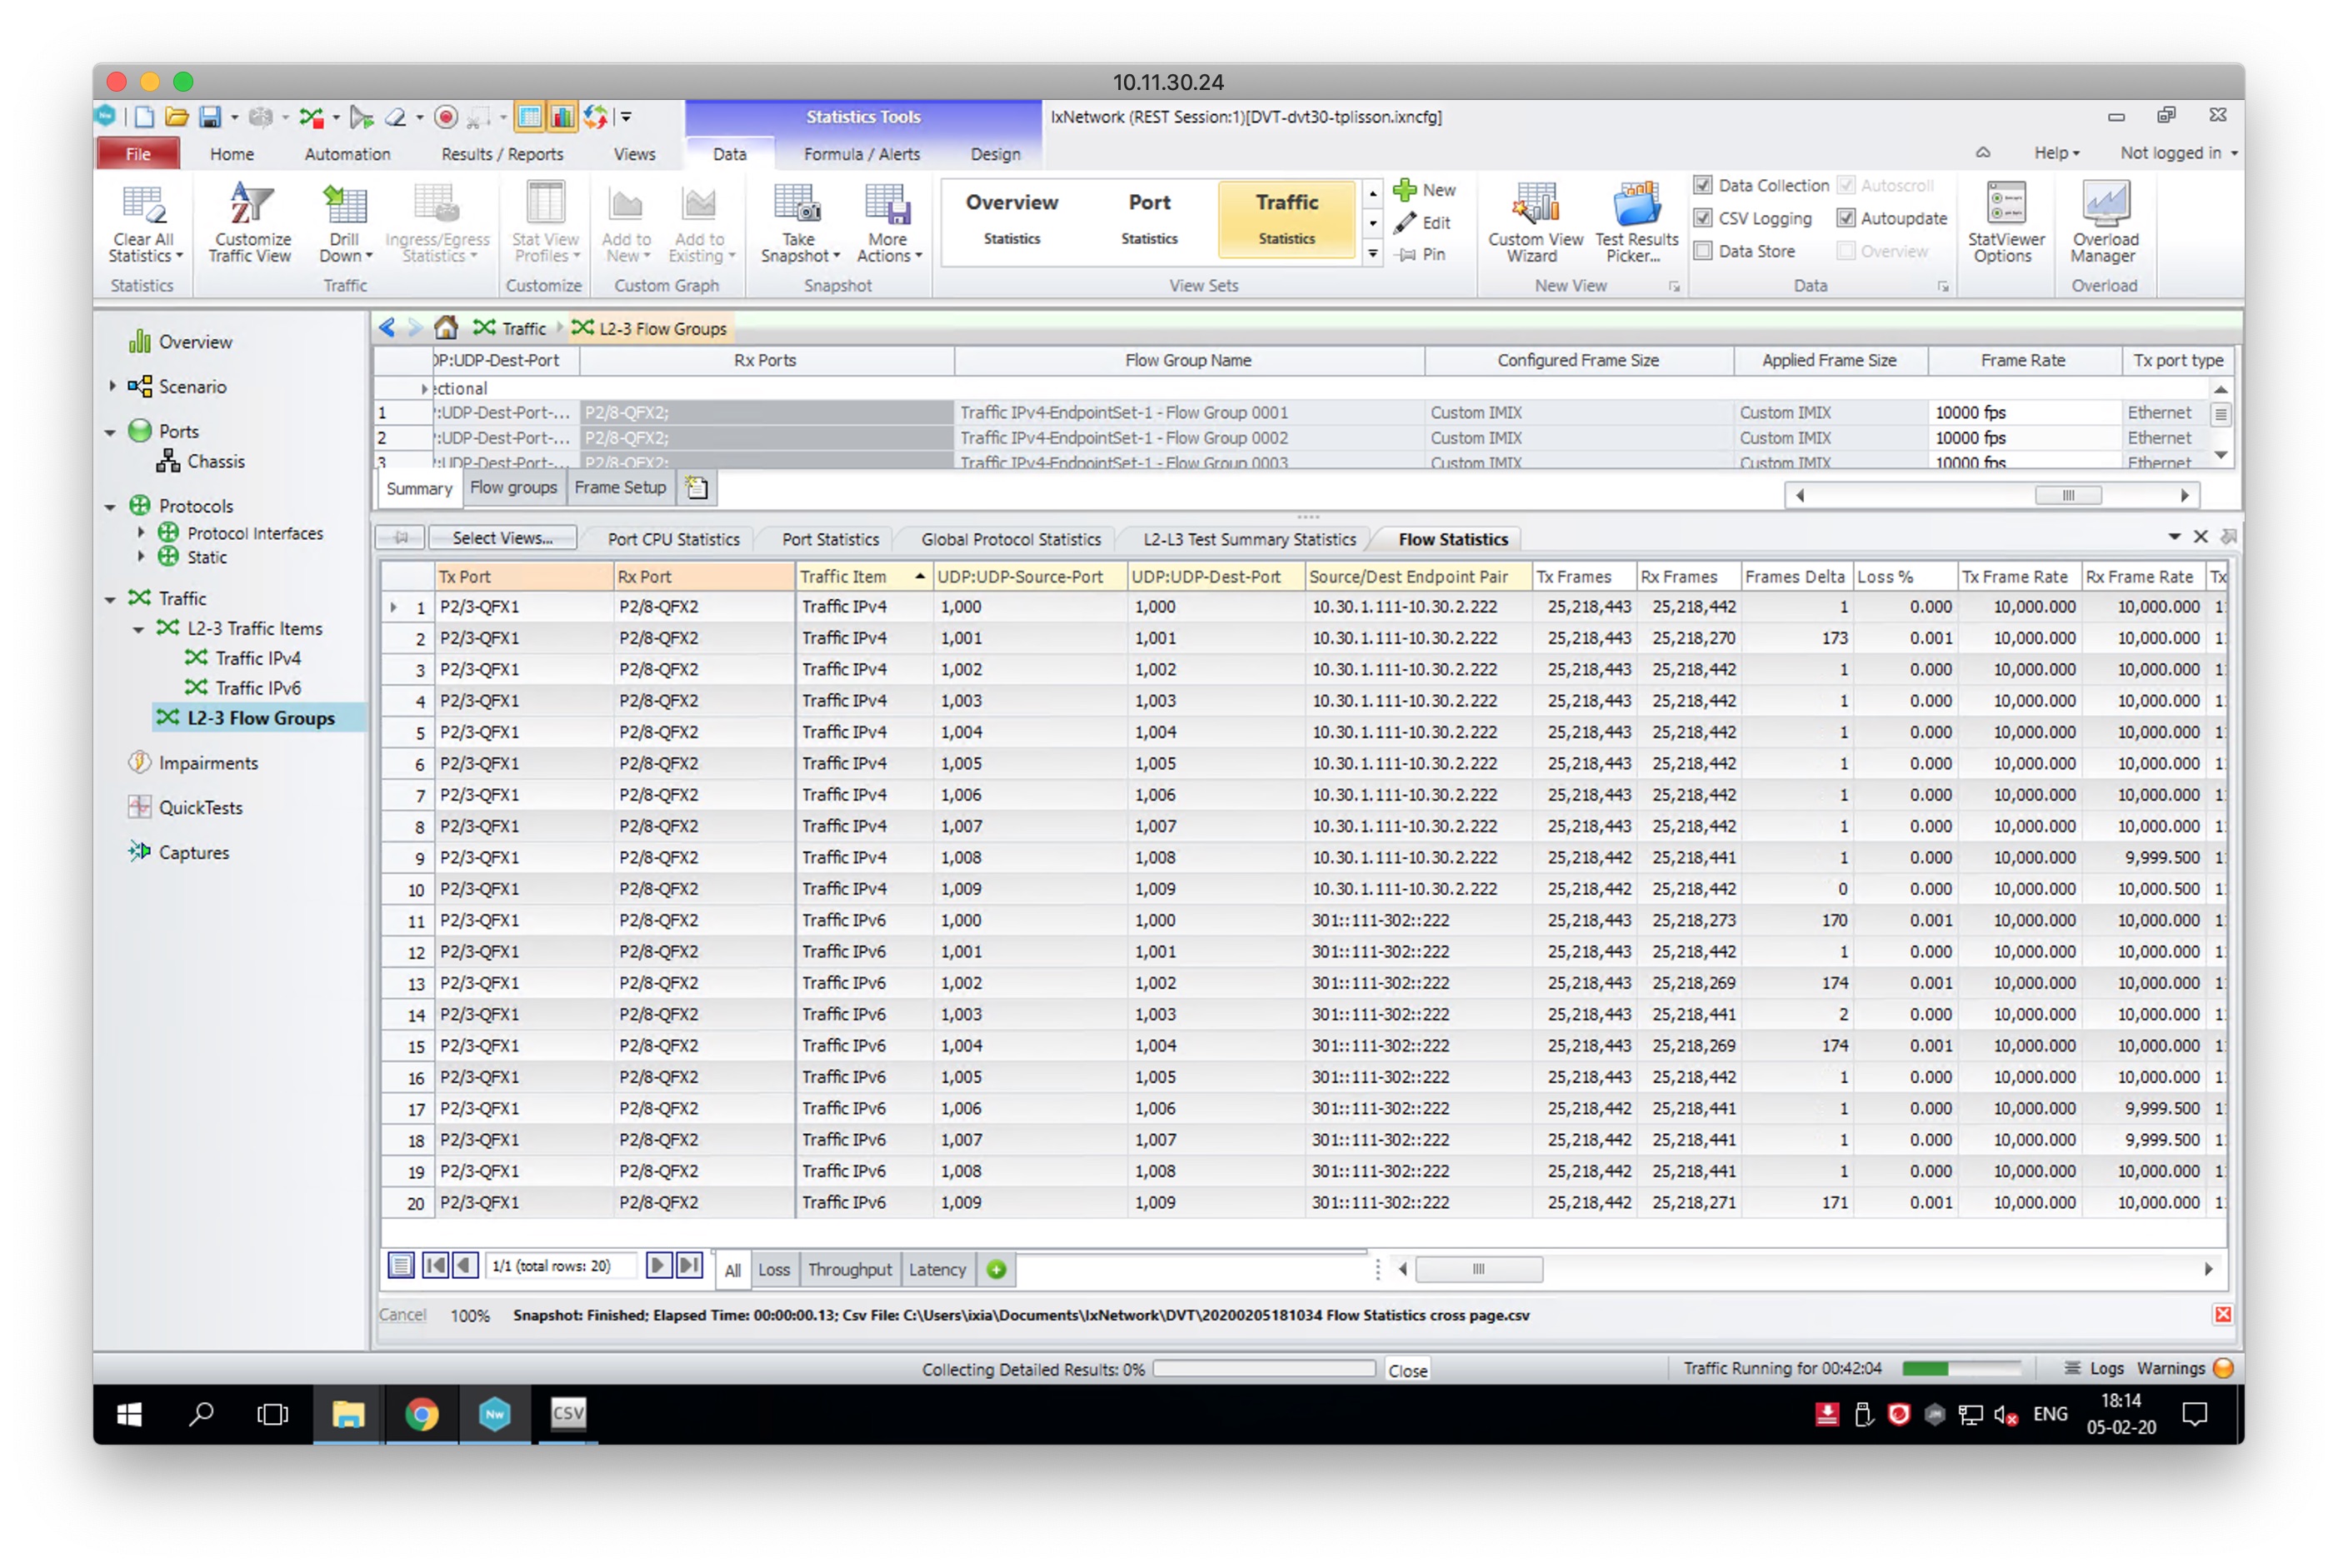 10.11.30.24
Statistics Tools
IxNetwork (REST Session:1)[DVT-dvt30-tplisson.ixncfg]
File Home Automation Results / Reports Views Data Formula / Alerts Design Help Not logged in
Clear All Statistics
Customize Traffic View
Drill Down
Ingress/Egress Statistics
Stat View Profiles
Add to New
Add to Existing
Take Snapshot
More Actions
Overview Statistics
Port Statistics
Traffic Statistics
New
Edit
Pin
Custom View Wizard
Test Results Picker...
Data Collection Autoscroll
CSV Logging Autoupdate
Data Store Overview
StatViewer Options
Overload Manager
Statistics Traffic Customize Custom Graph Snapshot View Sets New View Data Overload
Overview
Scenario
Ports
Chassis
Protocols
Protocol Interfaces
Static
Traffic
L2-3 Traffic Items
Traffic IPv4
Traffic IPv6
L2-3 Flow Groups
Impairments
QuickTests
Captures
Traffic L2-3 Flow Groups
DP:UDP-Dest-Port Rx Ports Flow Group Name Configured Frame Size Applied Frame Size Frame Rate Tx port type
ectional
1 :UDP-Dest-Port-... P2/8-QFX2; Traffic IPv4-EndpointSet-1 - Flow Group 0001 Custom IMIX Custom IMIX 10000 fps Ethernet
2 :UDP-Dest-Port-... P2/8-QFX2; Traffic IPv4-EndpointSet-1 - Flow Group 0002 Custom IMIX Custom IMIX 10000 fps Ethernet
3 :UDP-Dest-Port-... P2/8-QFX2; Traffic IPv4-EndpointSet-1 - Flow Group 0003 Custom IMIX Custom IMIX 10000 fps Ethernet
Summary Flow groups Frame Setup
Select Views... Port CPU Statistics Port Statistics Global Protocol Statistics L2-L3 Test Summary Statistics Flow Statistics
Tx Port Rx Port Traffic Item UDP:UDP-Source-Port UDP:UDP-Dest-Port Source/Dest Endpoint Pair Tx Frames Rx Frames Frames Delta Loss % Tx Frame Rate Rx Frame Rate Tx
1 P2/3-QFX1 P2/8-QFX2 Traffic IPv4 1,000 1,000 10.30.1.111-10.30.2.222 25,218,443 25,218,442 1 0.000 10,000.000 10,000.000 1
2 P2/3-QFX1 P2/8-QFX2 Traffic IPv4 1,001 1,001 10.30.1.111-10.30.2.222 25,218,443 25,218,270 173 0.001 10,000.000 10,000.000 1
3 P2/3-QFX1 P2/8-QFX2 Traffic IPv4 1,002 1,002 10.30.1.111-10.30.2.222 25,218,443 25,218,442 1 0.000 10,000.000 10,000.000 1
4 P2/3-QFX1 P2/8-QFX2 Traffic IPv4 1,003 1,003 10.30.1.111-10.30.2.222 25,218,443 25,218,442 1 0.000 10,000.000 10,000.000 1
5 P2/3-QFX1 P2/8-QFX2 Traffic IPv4 1,004 1,004 10.30.1.111-10.30.2.222 25,218,443 25,218,442 1 0.000 10,000.000 10,000.000 1
6 P2/3-QFX1 P2/8-QFX2 Traffic IPv4 1,005 1,005 10.30.1.111-10.30.2.222 25,218,443 25,218,442 1 0.000 10,000.000 10,000.000 1
7 P2/3-QFX1 P2/8-QFX2 Traffic IPv4 1,006 1,006 10.30.1.111-10.30.2.222 25,218,443 25,218,442 1 0.000 10,000.000 10,000.000 1
8 P2/3-QFX1 P2/8-QFX2 Traffic IPv4 1,007 1,007 10.30.1.111-10.30.2.222 25,218,443 25,218,442 1 0.000 10,000.000 10,000.000 1
9 P2/3-QFX1 P2/8-QFX2 Traffic IPv4 1,008 1,008 10.30.1.111-10.30.2.222 25,218,442 25,218,441 1 0.000 10,000.000 9,999.500 1
10 P2/3-QFX1 P2/8-QFX2 Traffic IPv4 1,009 1,009 10.30.1.111-10.30.2.222 25,218,442 25,218,442 0 0.000 10,000.000 10,000.500 1
11 P2/3-QFX1 P2/8-QFX2 Traffic IPv6 1,000 1,000 301::111-302::222 25,218,443 25,218,273 170 0.001 10,000.000 10,000.000 1
12 P2/3-QFX1 P2/8-QFX2 Traffic IPv6 1,001 1,001 301::111-302::222 25,218,443 25,218,442 1 0.000 10,000.000 10,000.000 1
13 P2/3-QFX1 P2/8-QFX2 Traffic IPv6 1,002 1,002 301::111-302::222 25,218,443 25,218,269 174 0.001 10,000.000 10,000.000 1
14 P2/3-QFX1 P2/8-QFX2 Traffic IPv6 1,003 1,003 301::111-302::222 25,218,443 25,218,441 2 0.000 10,000.000 10,000.000 1
15 P2/3-QFX1 P2/8-QFX2 Traffic IPv6 1,004 1,004 301::111-302::222 25,218,443 25,218,269 174 0.001 10,000.000 10,000.000 1
16 P2/3-QFX1 P2/8-QFX2 Traffic IPv6 1,005 1,005 301::111-302::222 25,218,443 25,218,442 1 0.000 10,000.000 10,000.000 1
17 P2/3-QFX1 P2/8-QFX2 Traffic IPv6 1,006 1,006 301::111-302::222 25,218,442 25,218,441 1 0.000 10,000.000 9,999.500 1
18 P2/3-QFX1 P2/8-QFX2 Traffic IPv6 1,007 1,007 301::111-302::222 25,218,442 25,218,441 1 0.000 10,000.000 9,999.500 1
19 P2/3-QFX1 P2/8-QFX2 Traffic IPv6 1,008 1,008 301::111-302::222 25,218,442 25,218,441 1 0.000 10,000.000 10,000.000 1
20 P2/3-QFX1 P2/8-QFX2 Traffic IPv6 1,009 1,009 301::111-302::222 25,218,442 25,218,271 171 0.001 10,000.000 10,000.000 1
1/1 (total rows: 20) All Loss Throughput Latency
Cancel 100% Snapshot: Finished; Elapsed Time: 00:00:00.13; Csv File: C:\Users\ixia\Documents\IxNetwork\DVT\20200205181034 Flow Statistics cross page.csv
Collecting Detailed Results: 0% Close Traffic Running for 00:42:04 Logs Warnings
Nw CSV ENG 18:14
05-02-20